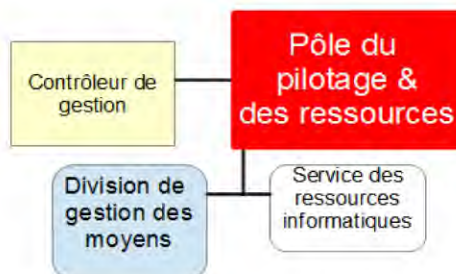 Pôle du
pilotage &
des ressources
Contrôleur de
gestion
Division de
gestion des
moyens
Service des
ressources
informatiques